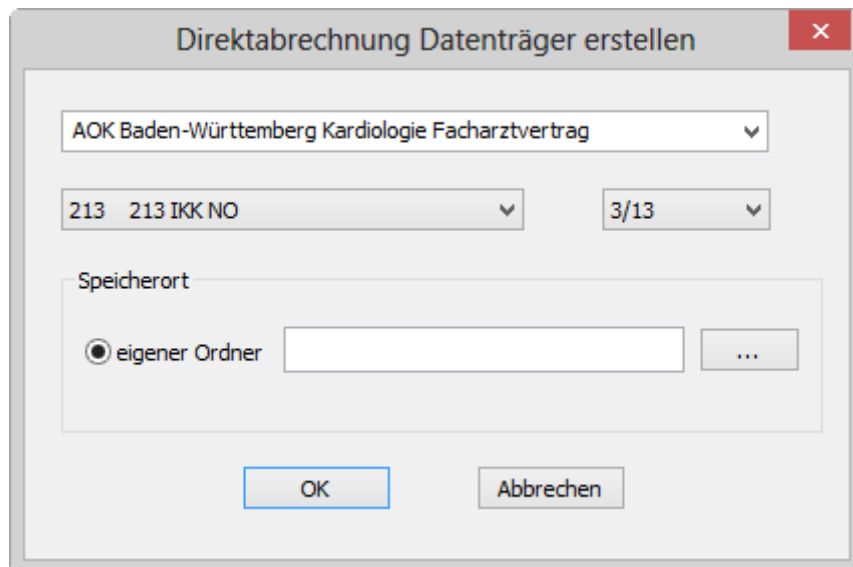 Direktabrechnung Datenträger erstellen
AOK Baden-Württemberg Kardiologie Facharztvertrag
213 213 IKK NO 3/13
Speicherort
eigener Ordner ...
OK Abbrechen